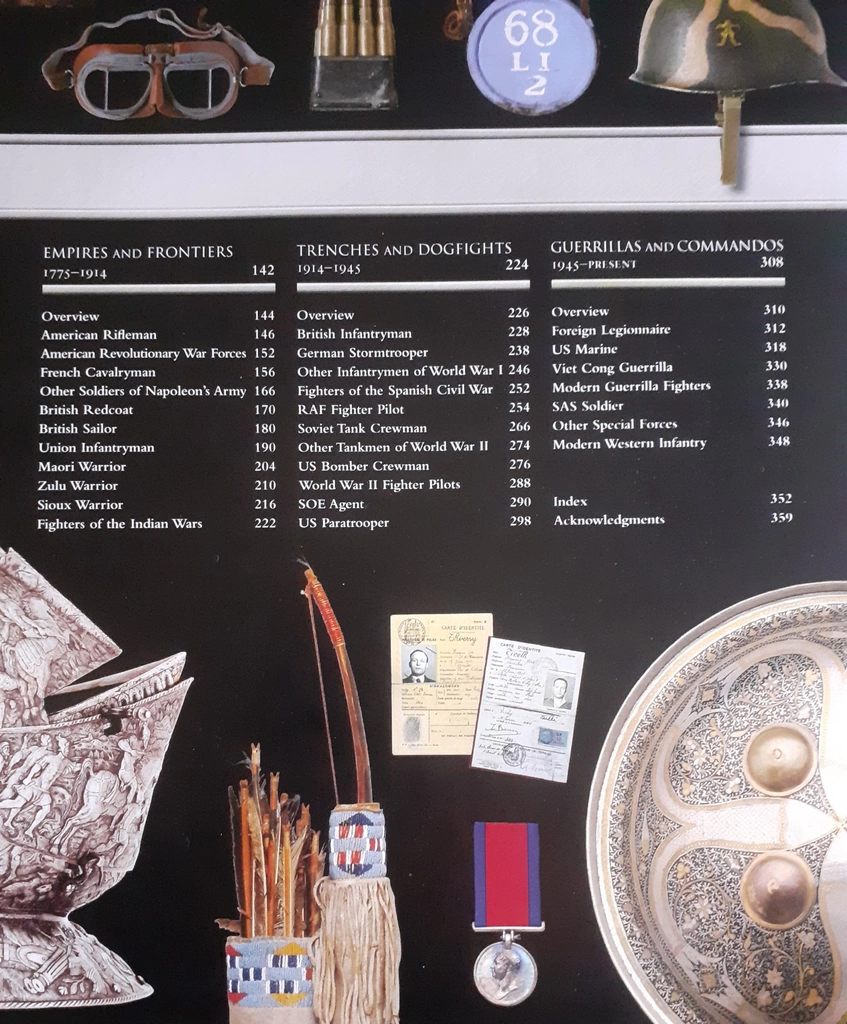 68
LI
2
EMPIRES AND FRONTIERS
1775–1914 142
Overview 144
American Rifleman 146
American Revolutionary War Forces 152
French Cavalryman 156
Other Soldiers of Napoleon's Army 166
British Redcoat 170
British Sailor 180
Union Infantryman 190
Maori Warrior 204
Zulu Warrior 210
Sioux Warrior 216
Fighters of the Indian Wars 222
TRENCHES AND DOGFIGHTS
1914–1945 224
Overview 226
British Infantryman 228
German Stormtrooper 238
Other Infantrymen of World War I 246
Fighters of the Spanish Civil War 252
RAF Fighter Pilot 254
Soviet Tank Crewman 266
Other Tankmen of World War II 274
US Bomber Crewman 276
World War II Fighter Pilots 288
SOE Agent 290
US Paratrooper 298
GUERRILLAS AND COMMANDOS
1945–PRESENT 308
Overview 310
Foreign Legionnaire 312
US Marine 318
Viet Cong Guerrilla 330
Modern Guerrilla Fighters 338
SAS Soldier 340
Other Special Forces 346
Modern Western Infantry 348
Index 352
Acknowledgments 359
CARTE D'IDENTITÉ
CARTE D'IDENTITÉ